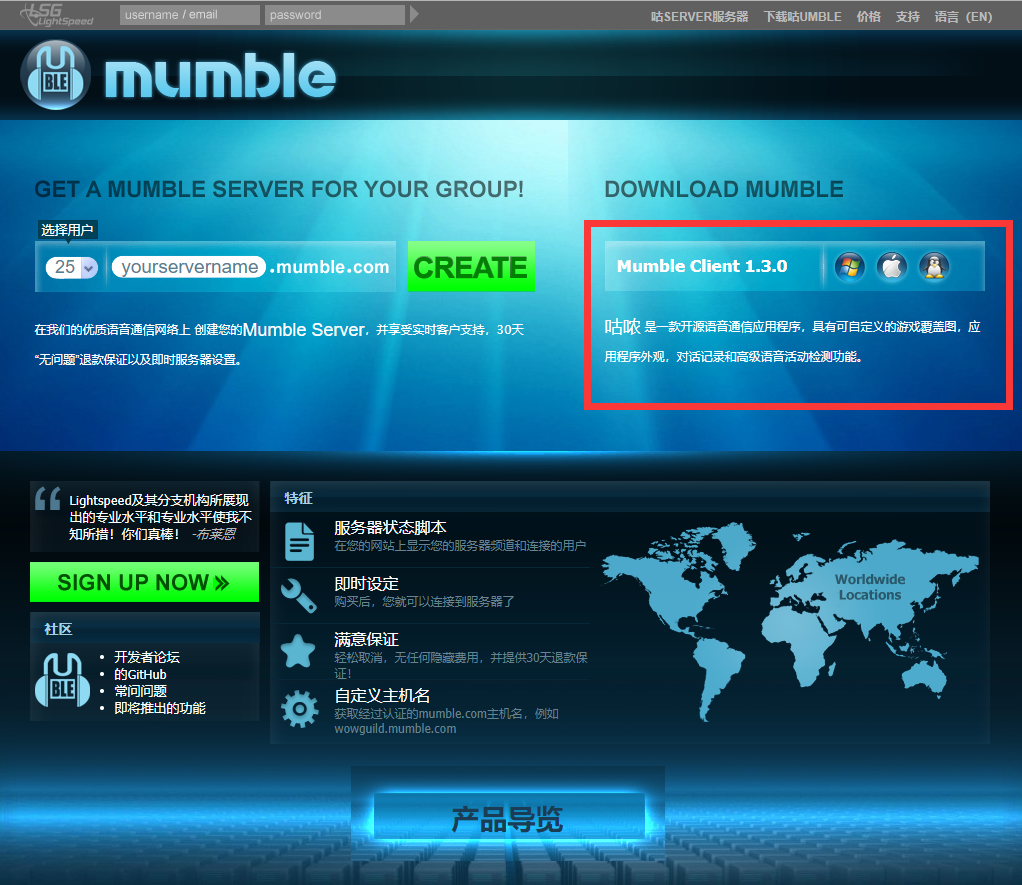 LSG
LightSpeed
username / email
password
咕SERVER服务器
下载咕UMBLE
价格
支持
语言 (EN)
BLE
mumble
GET A MUMBLE SERVER FOR YOUR GROUP!
选择用户
25
yourservername
.mumble.com
CREATE
在我们的优质语音通信网络上 创建您的Mumble Server，并享受实时客户支持，30天
“无问题”退款保证以及即时服务器设置。
DOWNLOAD MUMBLE
Mumble Client 1.3.0
咕哝 是一款开源语音通信应用程序，具有可自定义的游戏覆盖图，应
用程序外观，对话记录和高级语音活动检测功能。
Lightspeed及其分支机构所展现
出的专业水平和专业水平使我不
知所措！你们真棒！ -布莱恩
SIGN UP NOW »
社区
BLE
• 开发者论坛
• 的GitHub
• 常问问题
• 即将推出的功能
特征
服务器状态脚本
在您的网站上显示您的服务器频道和连接的用户
即时设定
购买后，您就可以连接到服务器了
满意保证
轻松取消，无任何隐藏费用，并提供30天退款保
证！
自定义主机名
获取经过认证的mumble.com主机名，例如
wowguild.mumble.com
Worldwide
Locations
产品导览